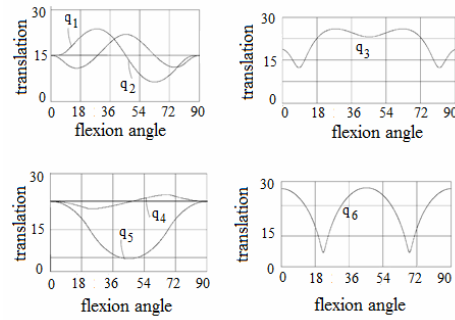 translation
30
15
0
q1
q2
0 18 36 54 72 90
flexion angle
translation
30
15
0
q3
0 18 36 54 72 90
flexion angle
translation
30
15
0
q4
q5
0 18 36 54 72 90
flexion angle
translation
30
15
0
q6
0 18 36 54 72 90
flexion angle